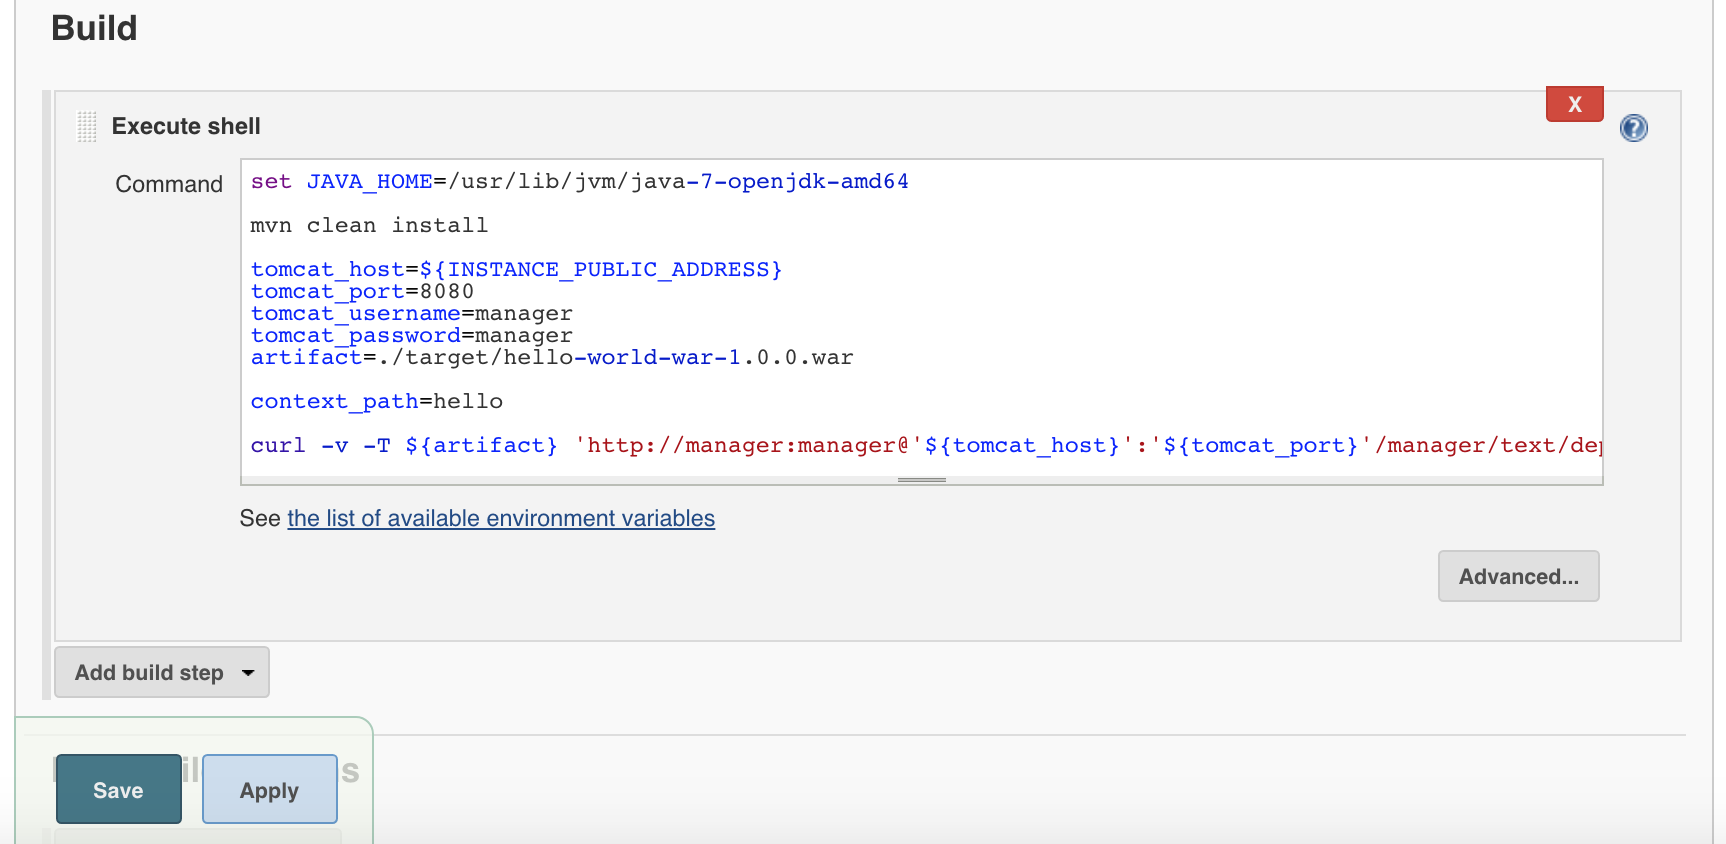 Build
X
Execute shell
?
Command
set JAVA_HOME=/usr/lib/jvm/java-7-openjdk-amd64
mvn clean install
tomcat_host=${INSTANCE_PUBLIC_ADDRESS}
tomcat_port=8080
tomcat_username=manager
tomcat_password=manager
artifact=./target/hello-world-war-1.0.0.war
context_path=hello
curl -v -T ${artifact} 'http://manager:manager@'${tomcat_host}':'${tomcat_port}'/manager/text/dep
See the list of available environment variables
Advanced...
Add build step
Save
Apply